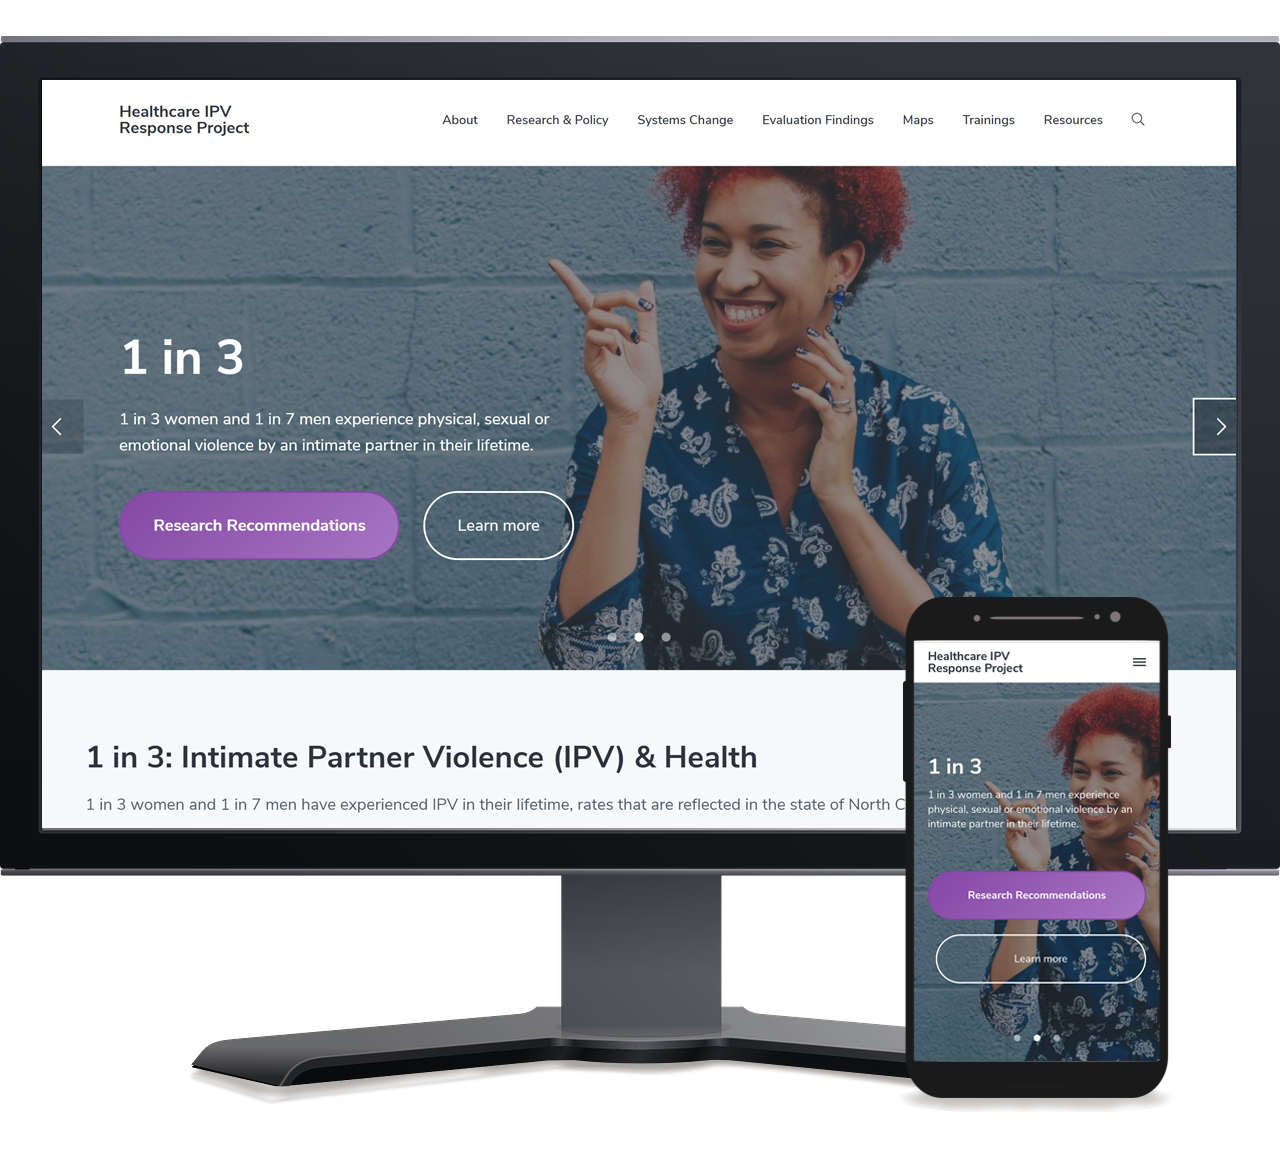 Healthcare IPV
Response Project
About Research & Policy Systems Change Evaluation Findings Maps Trainings Resources
1 in 3
1 in 3 women and 1 in 7 men experience physical, sexual or
emotional violence by an intimate partner in their lifetime.
Research Recommendations Learn more
1 in 3: Intimate Partner Violence (IPV) & Health
1 in 3 women and 1 in 7 men have experienced IPV in their lifetime, rates that are reflected in the state of North C
Healthcare IPV
Response Project
1 in 3
1 in 3 women and 1 in 7 men experience
physical, sexual or emotional violence by an
intimate partner in their lifetime.
Research Recommendations
Learn more